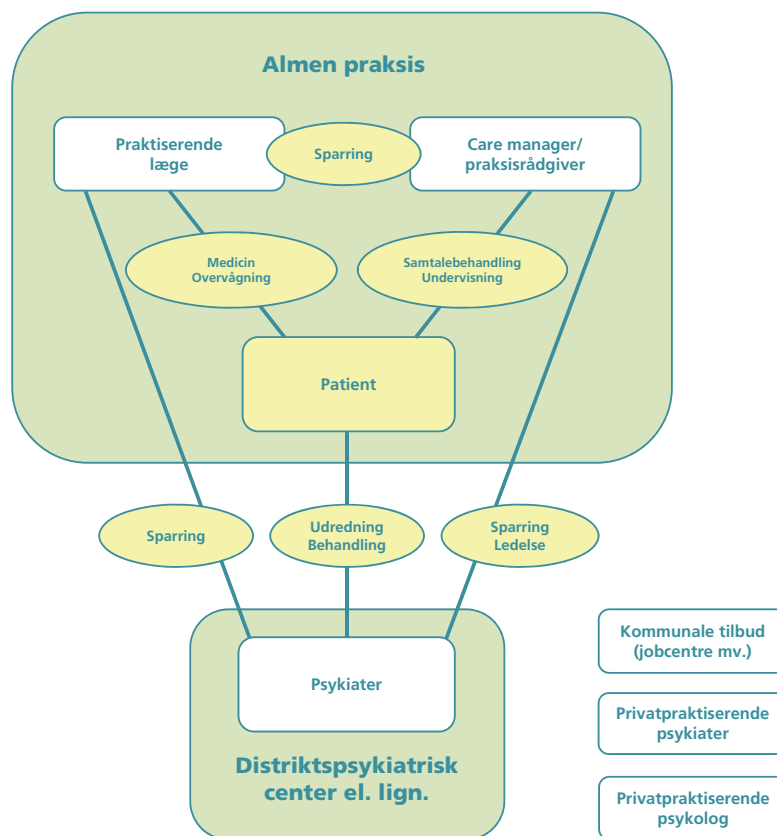 Almen praksis
Praktiserende
læge
Sparring
Care manager/
praksisrådgiver
Medicin
Overvågning
Samtalebehandling
Undervisning
Patient
Sparring
Udredning
Behandling
Sparring
Ledelse
Psykiater
Distriktspsykiatrisk
center el. lign.
Kommunale tilbud
(jobcentre mv.)
Privatpraktiserende
psykiater
Privatpraktiserende
psykolog